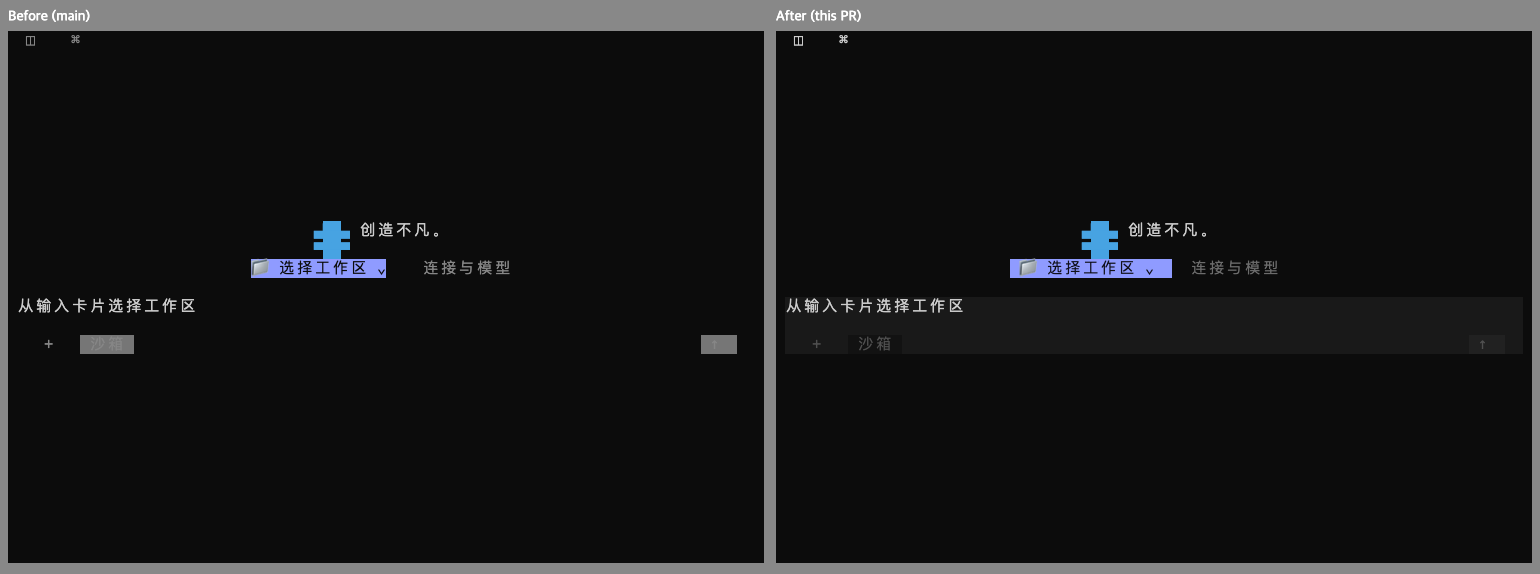 Before (main)
After (this PR)
⌘
⌘
创造不凡。
创造不凡。
选择工作区 ⌄ 连接与模型
选择工作区 ⌄ 连接与模型
从输入卡片选择工作区
从输入卡片选择工作区
+ 沙箱 ↑
+ 沙箱 ↑